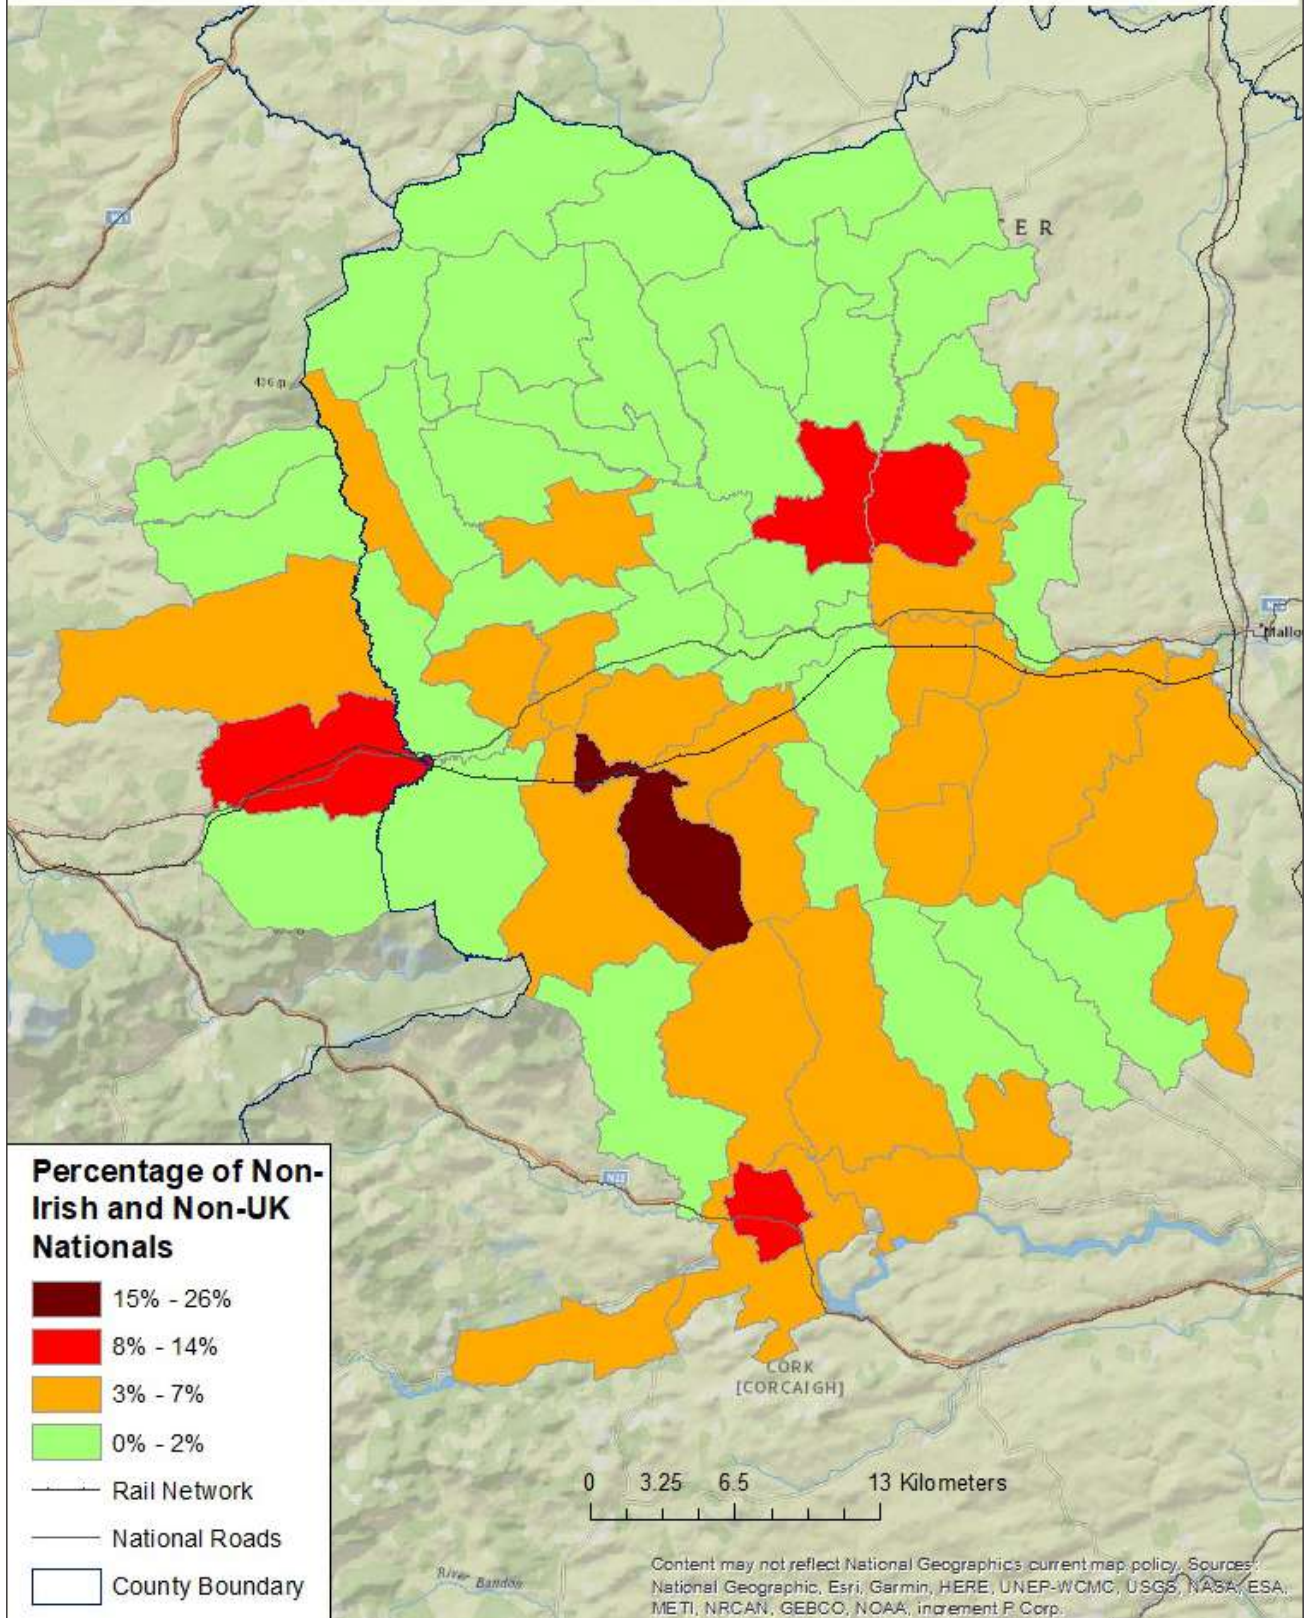 ER
Mallo
N22
CORK
[CORCAIGH]
Percentage of Non-
Irish and Non-UK
Nationals
15% - 26%
8% - 14%
3% - 7%
0% - 2%
Rail Network
National Roads
County Boundary
0 3.25 6.5 13 Kilometers
River Bandon
Content may not reflect National Geographic's current map policy. Sources:
National Geographic, Esri, Garmin, HERE, UNEP-WCMC, USGS, NASA, ESA,
METI, NRCAN, GEBCO, NOAA, increment P Corp.